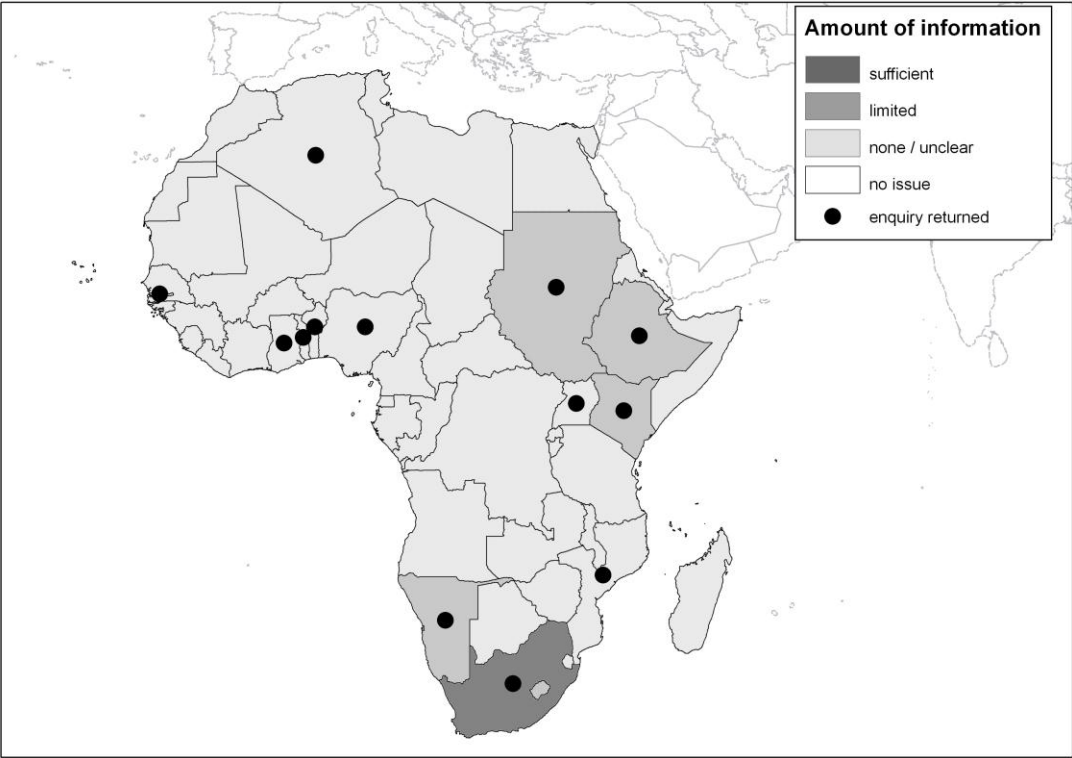 Amount of information
sufficient
limited
none / unclear
no issue
enquiry returned